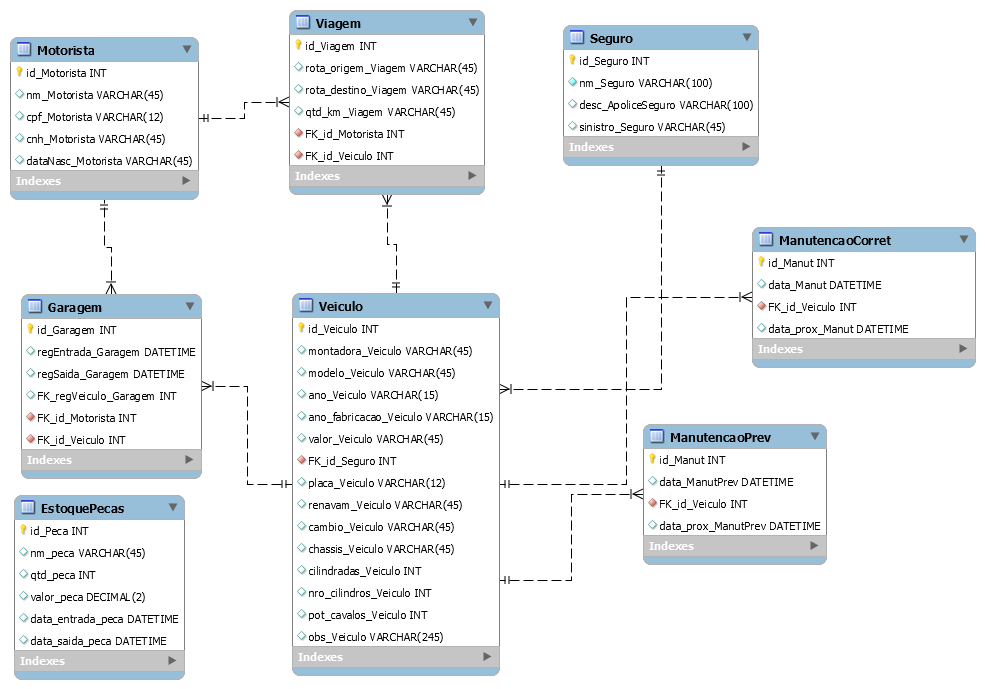 Motorista
id_Motorista INT
nm_Motorista VARCHAR(45)
cpf_Motorista VARCHAR(12)
cnh_Motorista VARCHAR(45)
dataNasc_Motorista VARCHAR(45)
Indexes
Viagem
id_Viagem INT
rota_origem_Viagem VARCHAR(45)
rota_destino_Viagem VARCHAR(45)
qtd_km_Viagem VARCHAR(45)
FK_id_Motorista INT
FK_id_Veiculo INT
Indexes
Seguro
id_Seguro INT
nm_Seguro VARCHAR(100)
desc_ApoliceSeguro VARCHAR(100)
sinistro_Seguro VARCHAR(45)
Indexes
ManutencaoCorret
id_Manut INT
data_Manut DATETIME
FK_id_Veiculo INT
data_prox_Manut DATETIME
Indexes
Garagem
id_Garagem INT
regEntrada_Garagem DATETIME
regSaida_Garagem DATETIME
FK_regVeiculo_Garagem INT
FK_id_Motorista INT
FK_id_Veiculo INT
Indexes
Veiculo
id_Veiculo INT
montadora_Veiculo VARCHAR(45)
modelo_Veiculo VARCHAR(45)
ano_Veiculo VARCHAR(15)
ano_fabricacao_Veiculo VARCHAR(15)
valor_Veiculo VARCHAR(45)
FK_id_Seguro INT
placa_Veiculo VARCHAR(12)
renavam_Veiculo VARCHAR(45)
cambio_Veiculo VARCHAR(45)
chassis_Veiculo VARCHAR(45)
cilindradas_Veiculo INT
nro_cilindros_Veiculo INT
pot_cavalos_Veiculo INT
obs_Veiculo VARCHAR(245)
Indexes
ManutencaoPrev
id_Manut INT
data_ManutPrev DATETIME
FK_id_Veiculo INT
data_prox_ManutPrev DATETIME
Indexes
EstoquePecas
id_Peca INT
nm_peca VARCHAR(45)
qtd_peca INT
valor_peca DECIMAL(2)
data_entrada_peca DATETIME
data_saida_peca DATETIME
Indexes